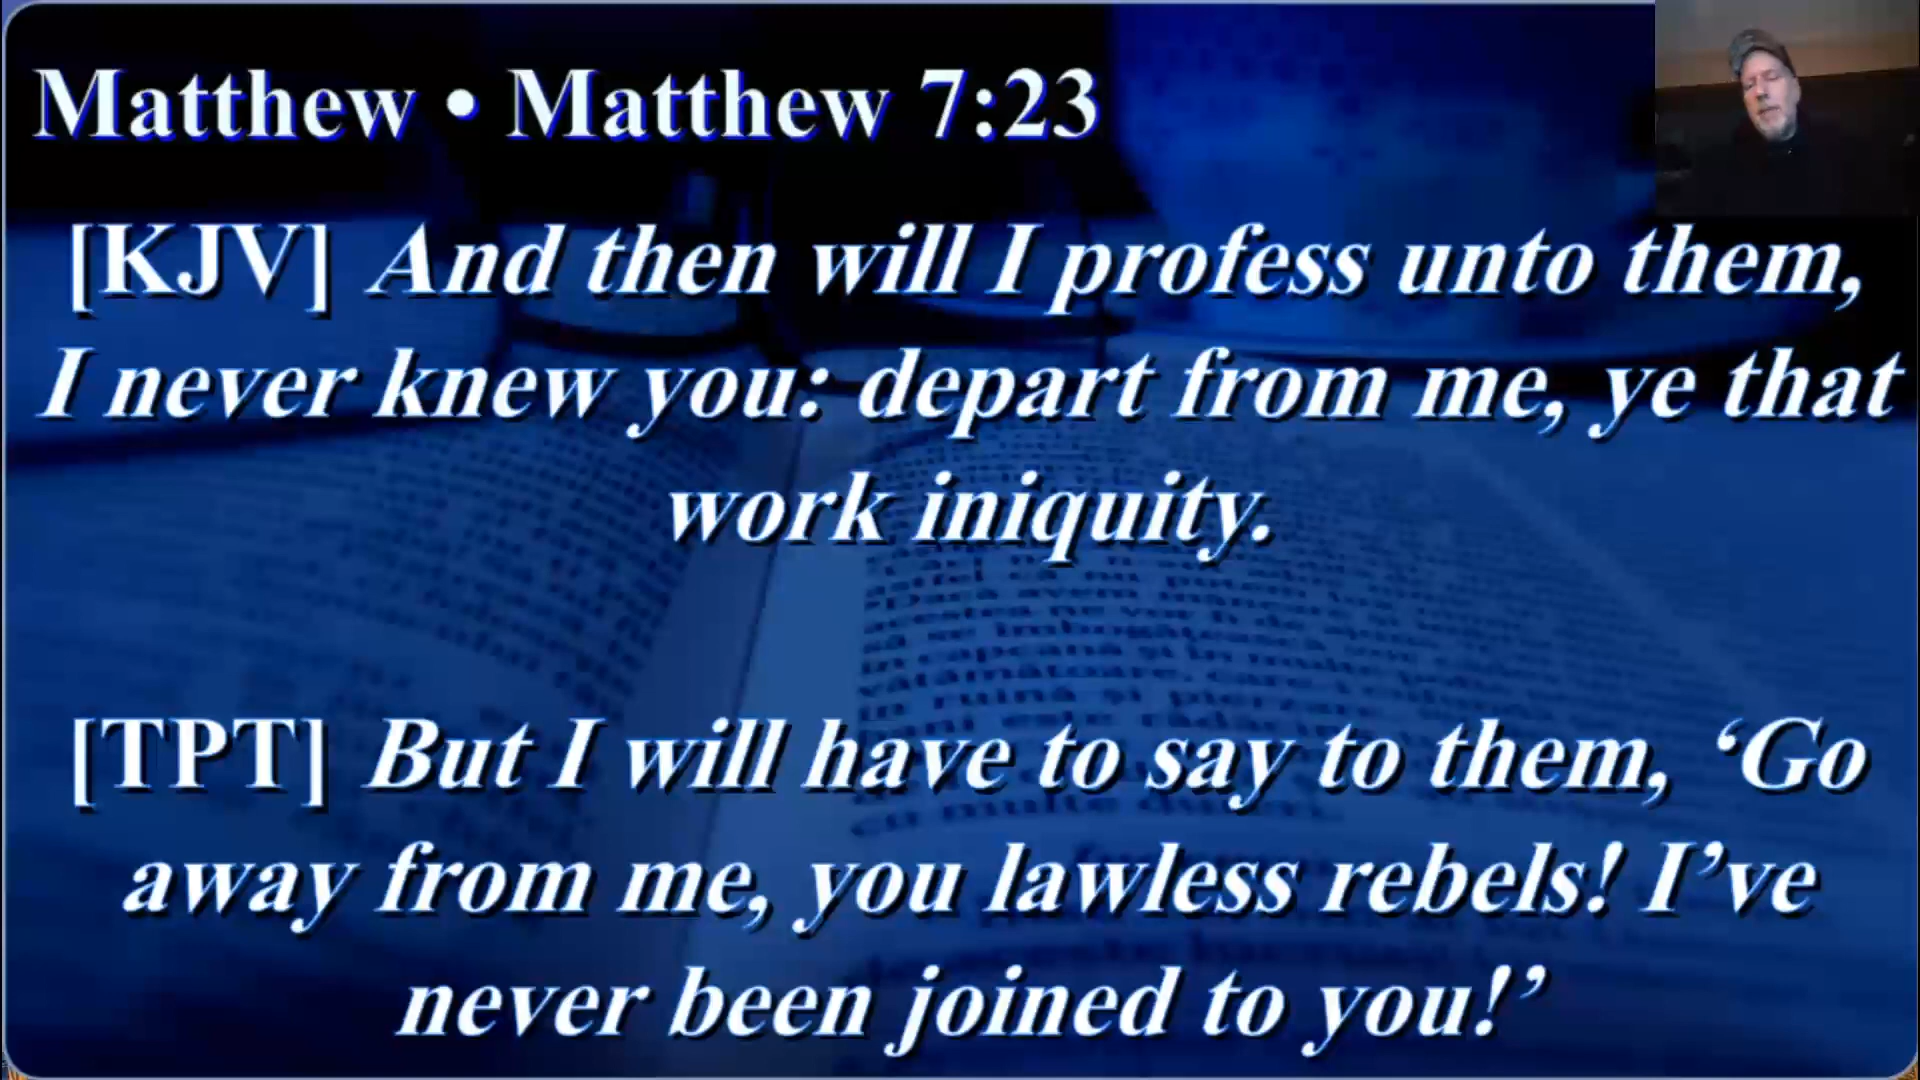 Matthew • Matthew 7:23
[KJV] And then will I profess unto them,
I never knew you: depart from me, ye that
work iniquity.
[TPT] But I will have to say to them, ‘Go
away from me, you lawless rebels! I’ve
never been joined to you!’